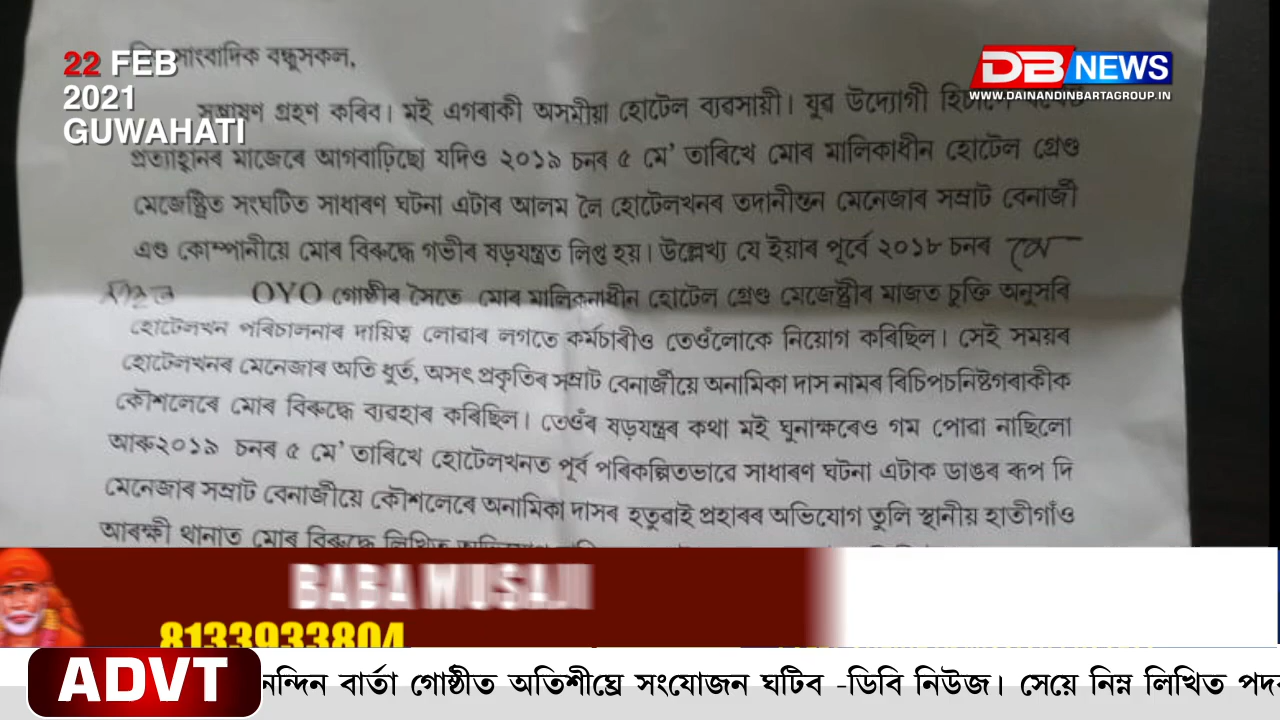 22 FEB
2021
GUWAHATI
DB NEWS
WWW.DAINANDINBARTAGROUP.IN
সাংবাদিক বন্ধুসকল,
সম্ভাষণ গ্ৰহণ কৰিব। মই এগৰাকী অসমীয়া হোটেল ব্যৱসায়ী। যুৱ উদ্যোগী হিচাপে
প্ৰত্যাহ্বানৰ মাজেৰে আগবাঢ়িছো যদিও ২০১৯ চনৰ ৫ মে' তাৰিখে মোৰ মালিকাধীন হোটেল গ্ৰেণ্ড
মেজেষ্ট্ৰিত সংঘটিত সাধাৰণ ঘটনা এটাৰ আলম লৈ হোটেলখনৰ তদানীন্তন মেনেজাৰ সম্ৰাট বেনাৰ্জী
এণ্ড কোম্পানীয়ে মোৰ বিৰুদ্ধে গভীৰ ষড়যন্ত্ৰত লিপ্ত হয়। উল্লেখ্য যে ইয়াৰ পূৰ্বে ২০১৮ চনৰ
OYO গোষ্ঠীৰ সৈতে মোৰ মালিকনাধীন হোটেল গ্ৰেণ্ড মেজেষ্ট্ৰীৰ মাজত চুক্তি অনুসৰি
হোটেলখন পৰিচালনাৰ দায়িত্ব লোৱাৰ লগতে কৰ্মচাৰীও তেওঁলোকে নিয়োগ কৰিছিল। সেই সময়ৰ
হোটেলখনৰ মেনেজাৰ অতি ধুৰ্ত, অসৎ প্ৰকৃতিৰ সম্ৰাট বেনাৰ্জীয়ে অনামিকা দাস নামৰ ৰিচিপচনিষ্টগৰাকীক
কৌশলেৰে মোৰ বিৰুদ্ধে ব্যৱহাৰ কৰিছিল। তেওঁৰ ষড়যন্ত্ৰৰ কথা মই ঘূনাক্ষৰেও গম পোৱা নাছিলো
আৰু২০১৯ চনৰ ৫ মে' তাৰিখে হোটেলখনত পূৰ্ব পৰিকল্পিতভাৱে সাধাৰণ ঘটনা এটাক ডাঙৰ ৰূপ দি
মেনেজাৰ সম্ৰাট বেনাৰ্জীয়ে কৌশলেৰে অনামিকা দাসৰ হতুৱাই প্ৰহাৰৰ অভিযোগ তুলি স্থানীয় হাতীগাঁও
আৰক্ষী থানাত মোৰ বিৰুদ্ধে লিখিত
BABA WUSAJI
8133933804
ADVT
নন্দিন বাৰ্তা গোষ্ঠীত অতিশীঘ্ৰে সংযোজন ঘটিব -ডিবি নিউজ। সেয়ে নিম্ন লিখিত পদৰ